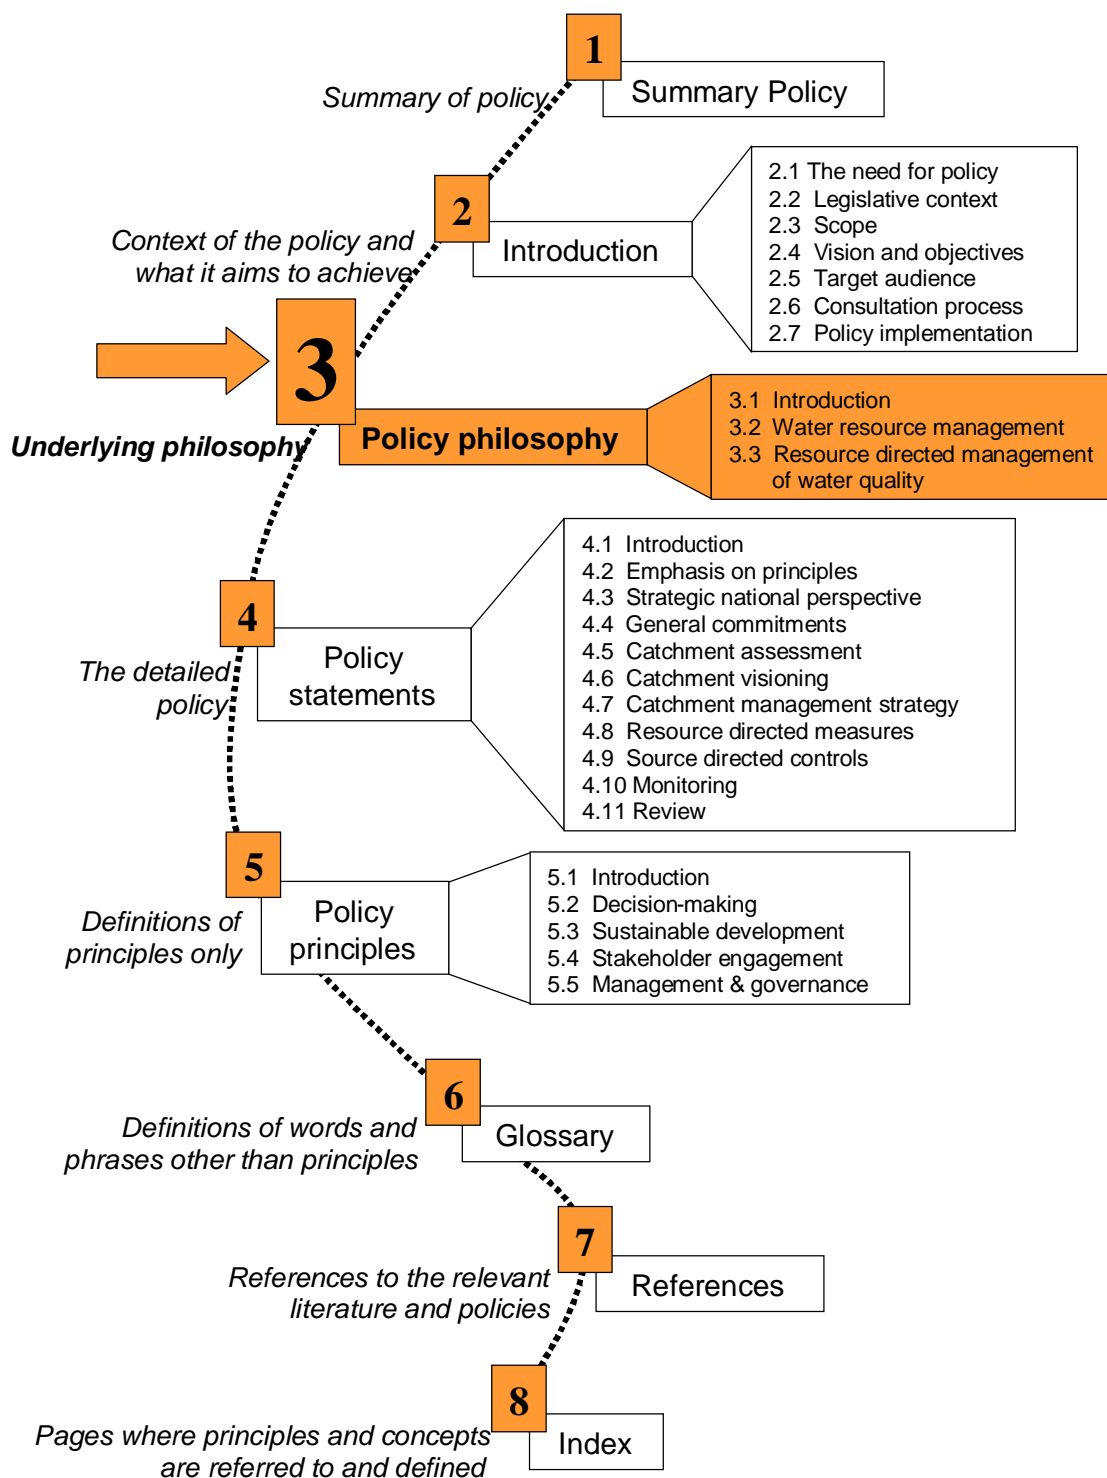 1
Summary of policy
Summary Policy
2
Context of the policy and
what it aims to achieve
Introduction
2.1 The need for policy
2.2 Legislative context
2.3 Scope
2.4 Vision and objectives
2.5 Target audience
2.6 Consultation process
2.7 Policy implementation
3
Underlying philosophy
Policy philosophy
3.1 Introduction
3.2 Water resource management
3.3 Resource directed management
of water quality
4
The detailed
policy
Policy
statements
4.1 Introduction
4.2 Emphasis on principles
4.3 Strategic national perspective
4.4 General commitments
4.5 Catchment assessment
4.6 Catchment visioning
4.7 Catchment management strategy
4.8 Resource directed measures
4.9 Source directed controls
4.10 Monitoring
4.11 Review
5
Definitions of
principles only
Policy
principles
5.1 Introduction
5.2 Decision-making
5.3 Sustainable development
5.4 Stakeholder engagement
5.5 Management & governance
6
Definitions of words and
phrases other than principles
Glossary
7
References to the relevant
literature and policies
References
8
Pages where principles and concepts
are referred to and defined
Index